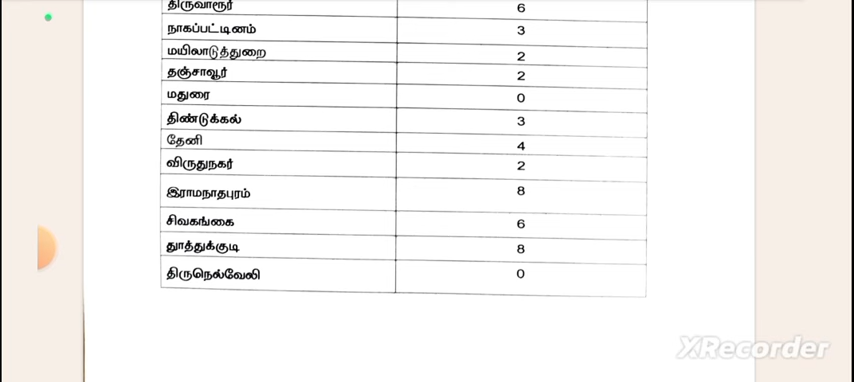 திருவாரூர் 6
நாகப்பட்டினம் 3
மயிலாடுத்துறை 2
தஞ்சாவூர் 2
மதுரை 0
திண்டுக்கல் 3
தேனி 4
விருதுநகர் 2
இராமநாதபுரம் 8
சிவகங்கை 6
தூத்துக்குடி 8
திருநெல்வேலி 0
XRecorder